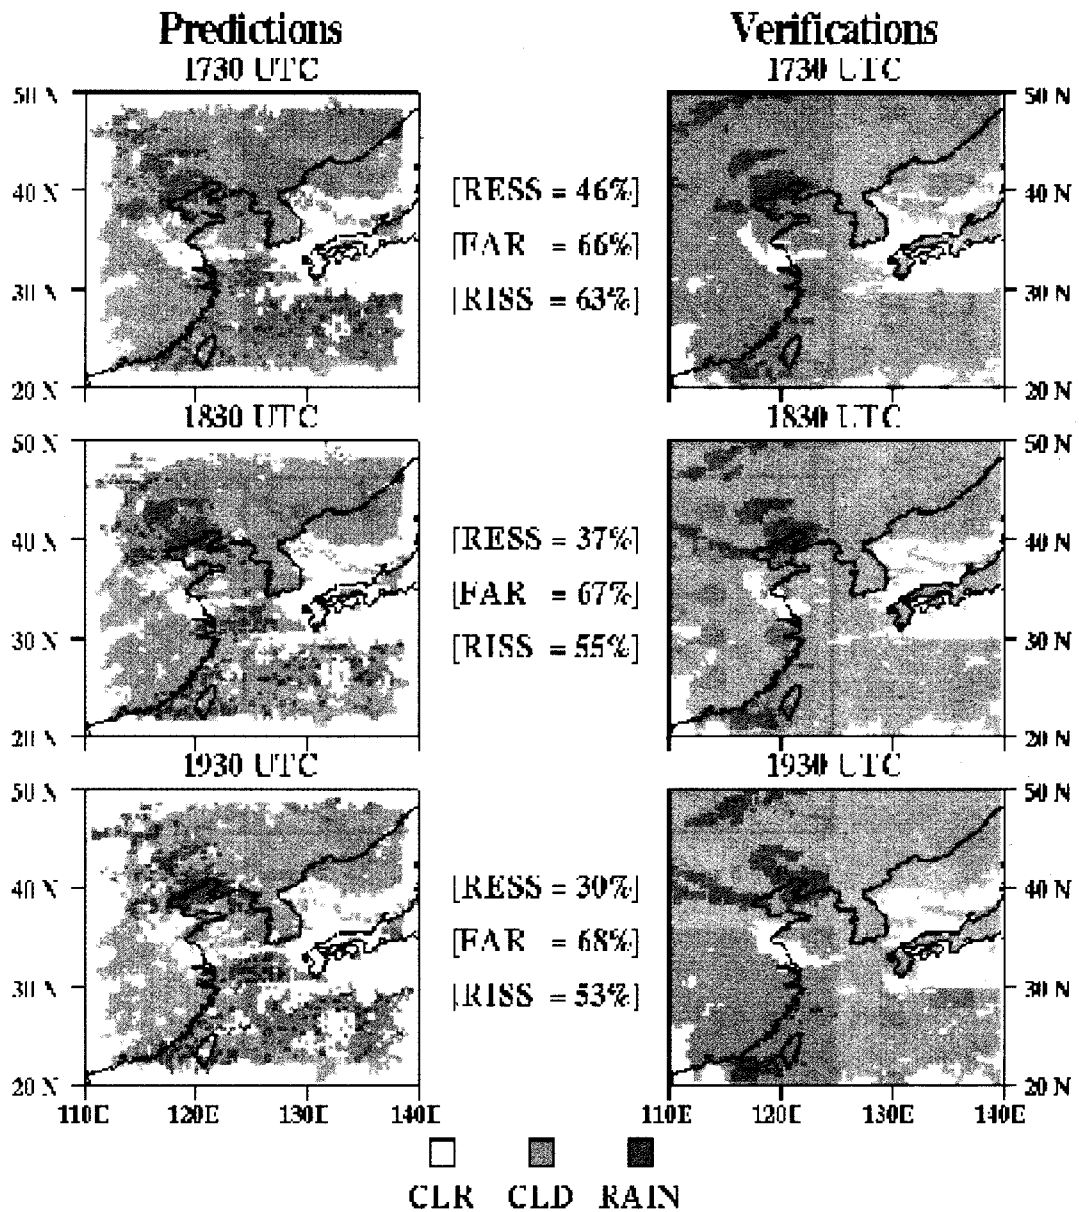 Predictions Verifications
1730 UTC 1730 UTC
50 N 50 N
[RESS = 46%]
40 N 40 N
[FAR = 66%]
[RISS = 63%]
30 N 30 N
20 N 20 N
1830 UTC 1830 UTC
50 N 50 N
[RESS = 37%]
40 N 40 N
[FAR = 67%]
[RISS = 55%]
30 N 30 N
20 N 20 N
1930 UTC 1930 UTC
50 N 50 N
[RESS = 30%]
40 N 40 N
[FAR = 68%]
[RISS = 53%]
30 N 30 N
20 N 20 N
110E 120E 130E 140E 110E 120E 130E 140E
CLR CLD RAIN